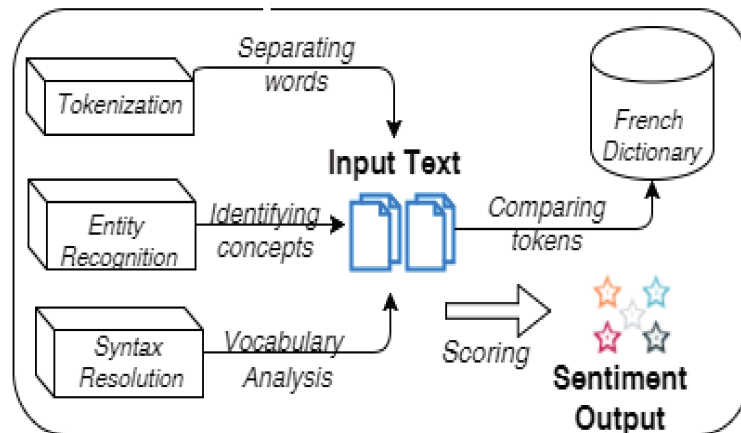 Tokenization
Separating
words
French
Dictionary
Input Text
Entity
Recognition
Identifying
concepts
Comparing
tokens
Syntax
Resolution
Vocabulary
Analysis
Scoring
Sentiment
Output